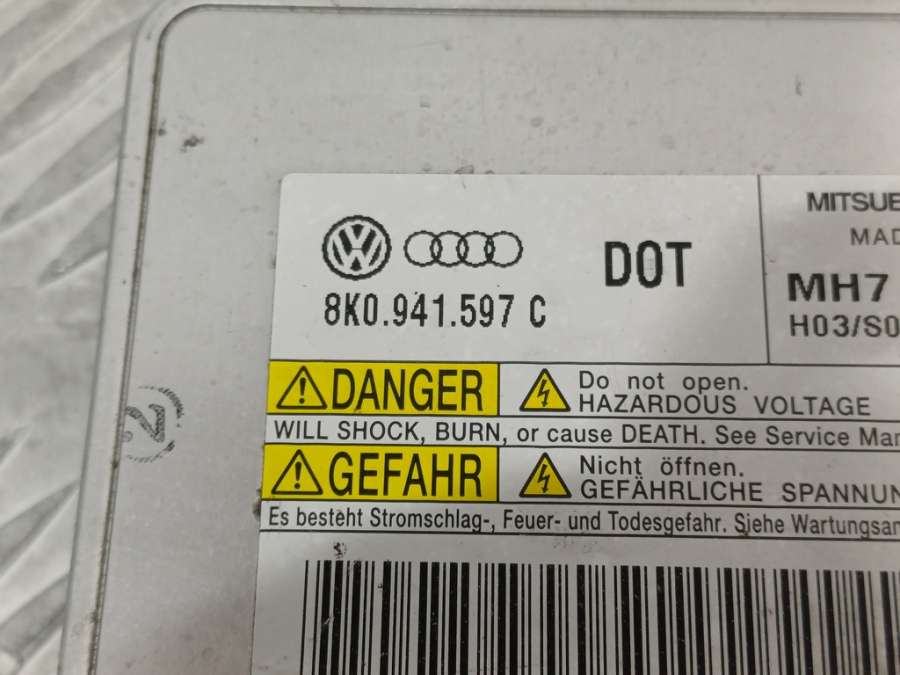 8K0.941.597 C
DOT
MITSUE
MAD
MH7
H03/S0
DANGER
Do not open.
HAZARDOUS VOLTAGE
WILL SHOCK, BURN, or cause DEATH. See Service Man
GEFAHR
Nicht öffnen.
GEFÄHRLICHE SPANNUN
Es besteht Stromschlag-, Feuer- und Todesgefahr. Siehe Wartungsan